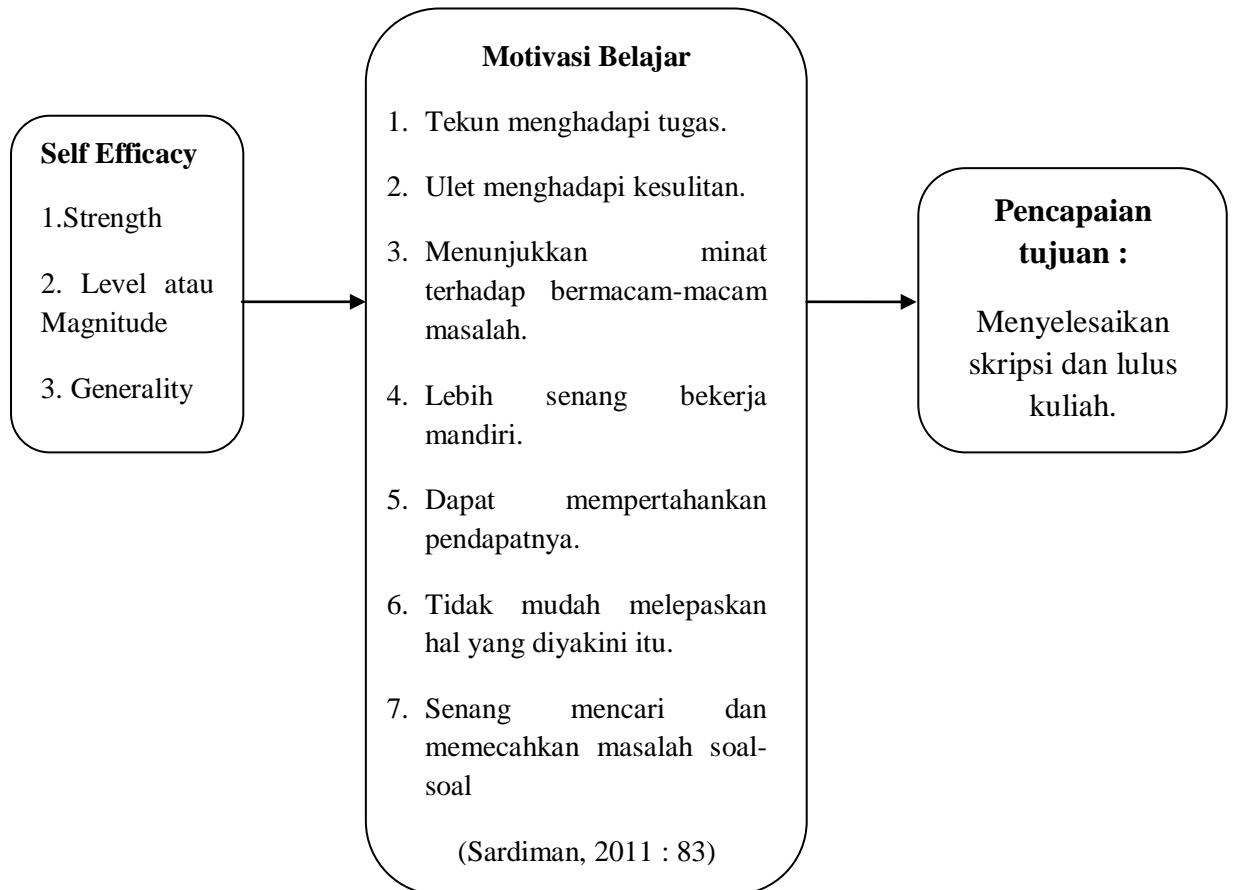 Self Efficacy
1.Strength
2. Level atau
Magnitude
3. Generality
Motivasi Belajar
1. Tekun menghadapi tugas.
2. Ulet menghadapi kesulitan.
3. Menunjukkan minat
terhadap bermacam-macam
masalah.
4. Lebih senang bekerja
mandiri.
5. Dapat mempertahankan
pendapatnya.
6. Tidak mudah melepaskan
hal yang diyakini itu.
7. Senang mencari dan
memecahkan masalah soal-
soal
(Sardiman, 2011 : 83)
Pencapaian
tujuan :
Menyelesaikan
skripsi dan lulus
kuliah.